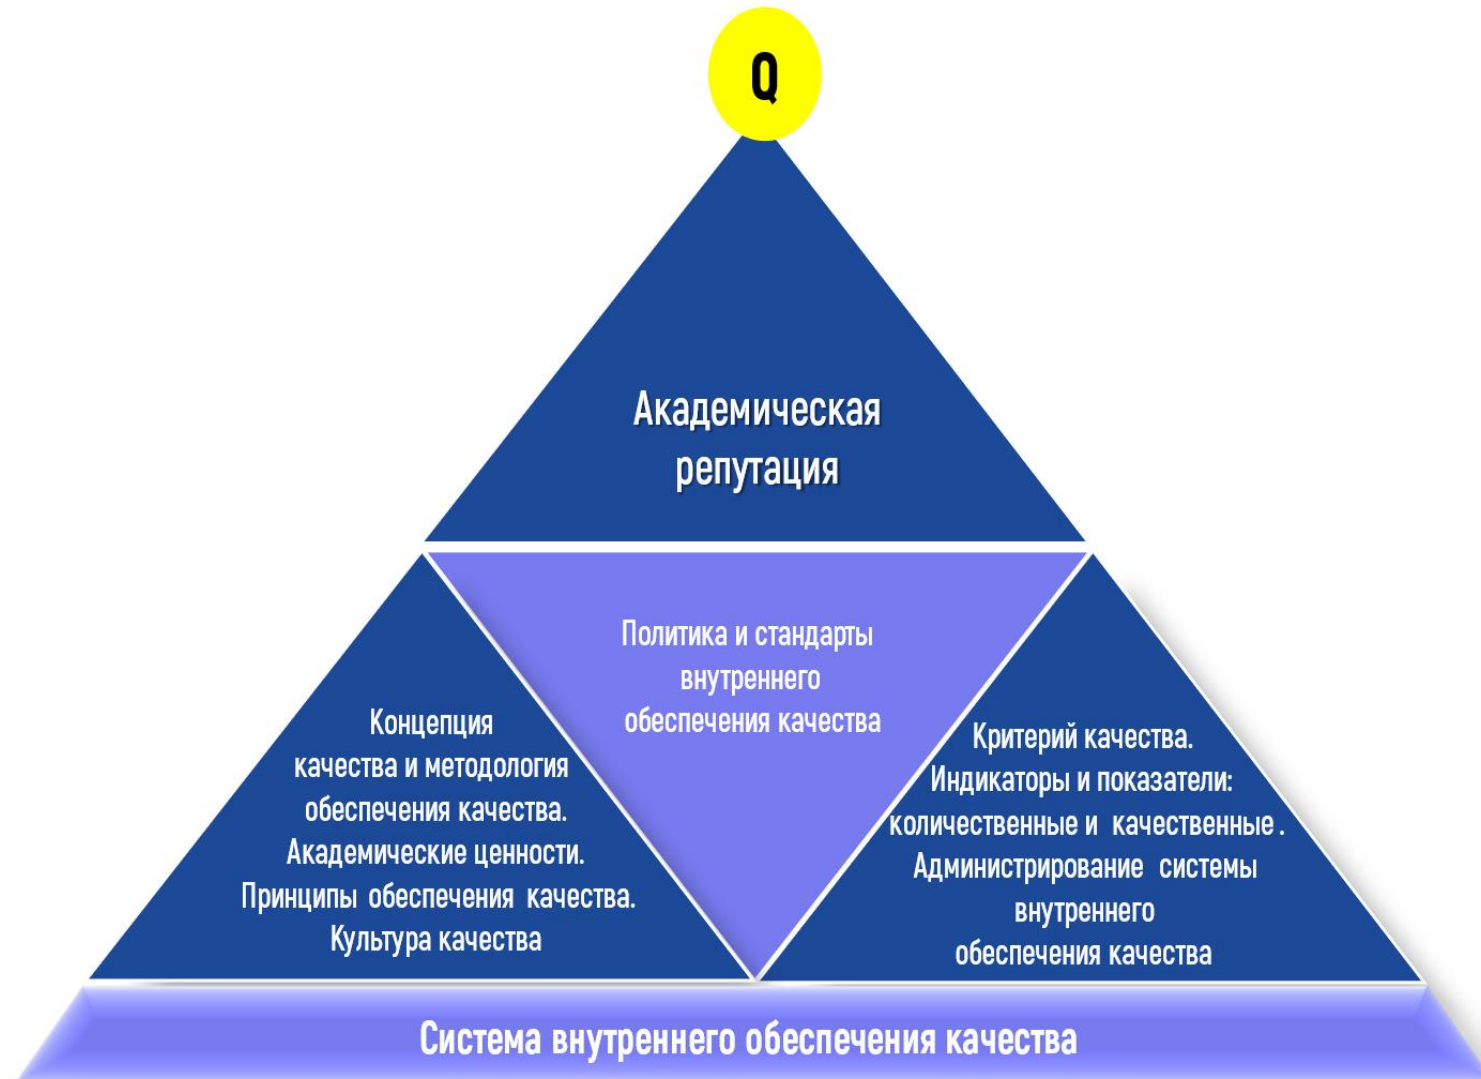 Q
Академическая
репутация
Политика и стандарты
внутреннего
обеспечения качества
Концепция
качества и методология
обеспечения качества.
Академические ценности.
Принципы обеспечения качества.
Культура качества
Критерий качества.
Индикаторы и показатели:
количественные и качественные .
Администрирование системы
внутреннего
обеспечения качества
Система внутреннего обеспечения качества